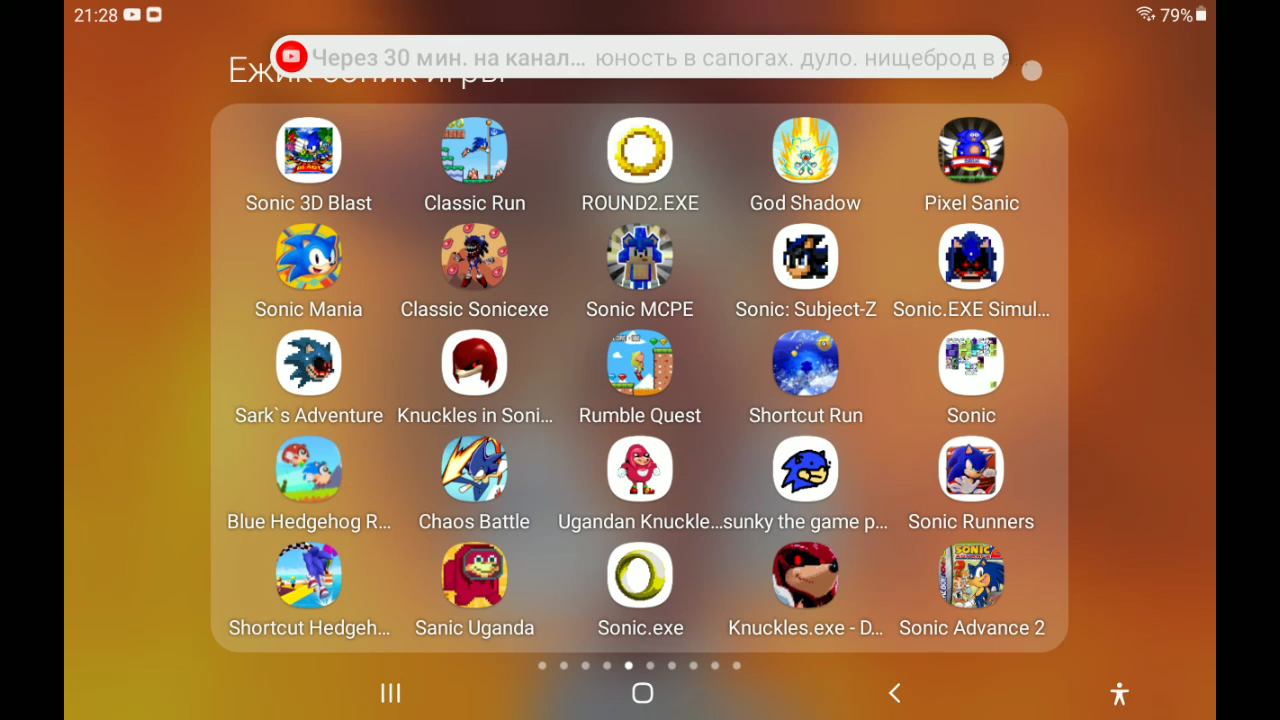 21:28
79%
Через 30 мин. на канал... юность в сапогах. дуло. нищеброд в я
Ежик соник игры
Sonic 3D Blast Classic Run ROUND2.EXE God Shadow Pixel Sanic
Sonic Mania Classic Sonicexe Sonic MCPE Sonic: Subject-Z Sonic.EXE Simul...
Sark`s Adventure Knuckles in Soni... Rumble Quest Shortcut Run Sonic
Blue Hedgehog R... Chaos Battle Ugandan Knuckle... sunky the game p... Sonic Runners
Shortcut Hedgeh... Sanic Uganda Sonic.exe Knuckles.exe - D... Sonic Advance 2